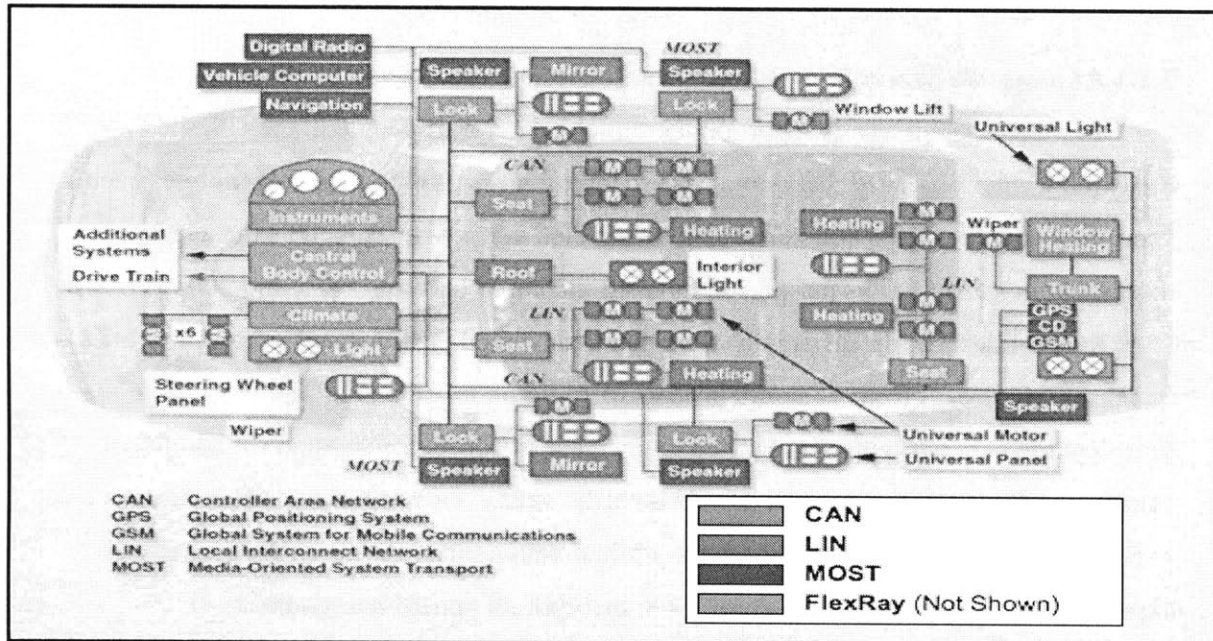 Digital Radio
MOST
Speaker
Mirror
Speaker
Vehicle Computer
Navigation
Lock
Lock
M
Window Lift
M
Universal Light
CAN
M M
Instruments
Seat
M M
Heating
Heating
M
Wiper
M
Window Heating
M
Additional Systems
Central Body Control
Roof
Interior Light
LIN
Trunk
Drive Train
GPS
Climate
LIN
M M
Heating
M
CD
x6
M
GSM
Light
Seat
M M
Heating
Seat
Steering Wheel Panel
CAN
Speaker
Wiper
Lock
M
Lock
M
Universal Motor
MOST
Speaker
Mirror
Speaker
Universal Panel
CAN Controller Area Network
GPS Global Positioning System
GSM Global System for Mobile Communications
LIN Local Interconnect Network
MOST Media-Oriented System Transport
CAN
LIN
MOST
FlexRay (Not Shown)